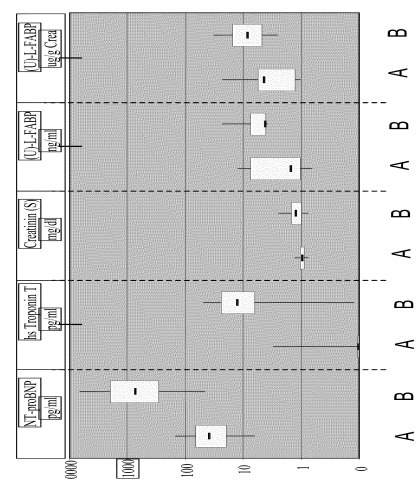 NT-proBNP
pg/ml
hs Troponin T
pg/ml
Creatinin (S)
mg/dl
(U)-L-FABP
ng/ml
(U)-L-FABP
ug/g Crea
0000
1000
100
10
1
0
A B A B A B A B A B